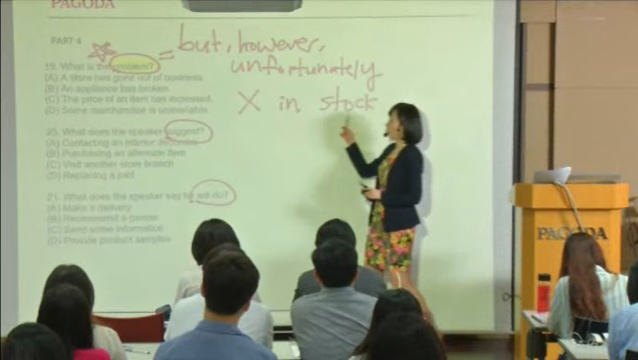 PAGODA
PART 4
but, however,
unfortunately
X in stock
19. What is the problem?
(A) A store has gone out of business.
(B) An appliance has broken.
(C) The price of an item has increased.
(D) Some merchandise is unavailable.
20. What does the speaker suggest?
(A) Contacting an interior decorator
(B) Purchasing an alternate item
(C) Visit another store branch
(D) Replacing a part
21. What does the speaker say he will do?
(A) Make a delivery
(B) Recommend a
(C) Send some information
(D) Provide product samples
PAGODA